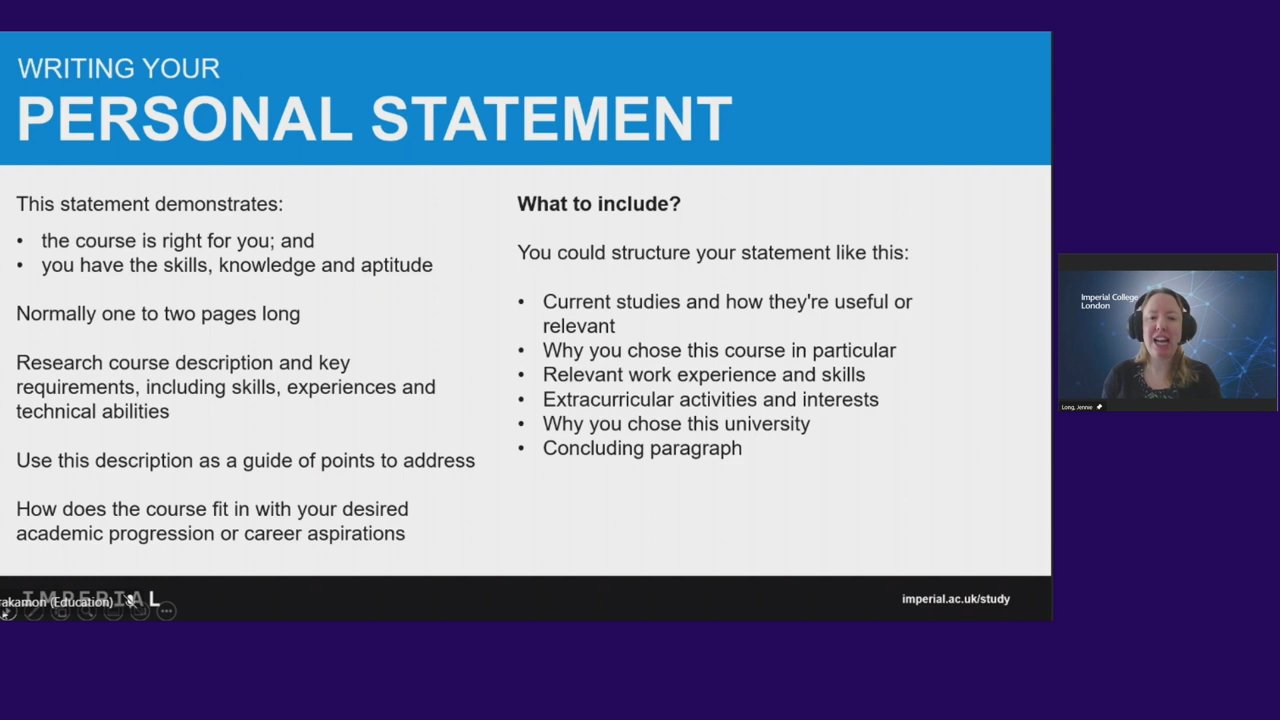 WRITING YOUR
PERSONAL STATEMENT
This statement demonstrates:
• the course is right for you; and
• you have the skills, knowledge and aptitude
Normally one to two pages long
Research course description and key
requirements, including skills, experiences and
technical abilities
Use this description as a guide of points to address
How does the course fit in with your desired
academic progression or career aspirations
What to include?
You could structure your statement like this:
• Current studies and how they're useful or
relevant
• Why you chose this course in particular
• Relevant work experience and skills
• Extracurricular activities and interests
• Why you chose this university
• Concluding paragraph
Imperial College
London
Long, Jennie
IMPERIAL
rakamon (Education)
imperial.ac.uk/study